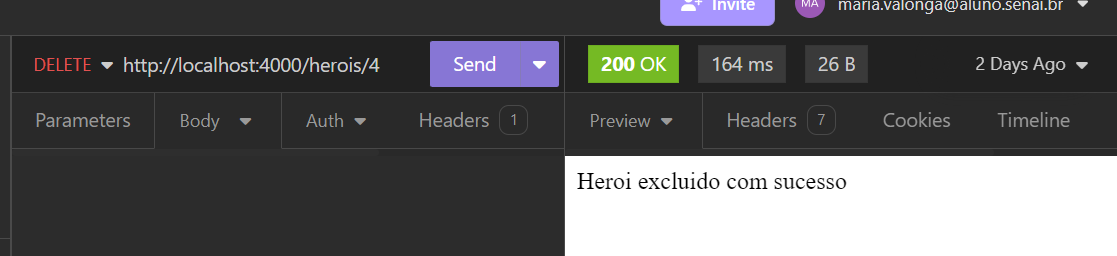 Invite MA maria.valonga@aluno.senai.br
DELETE http://localhost:4000/herois/4 Send 200 OK 164 ms 26 B 2 Days Ago
Parameters Body Auth Headers 1 Preview Headers 7 Cookies Timeline
Heroi excluido com sucesso